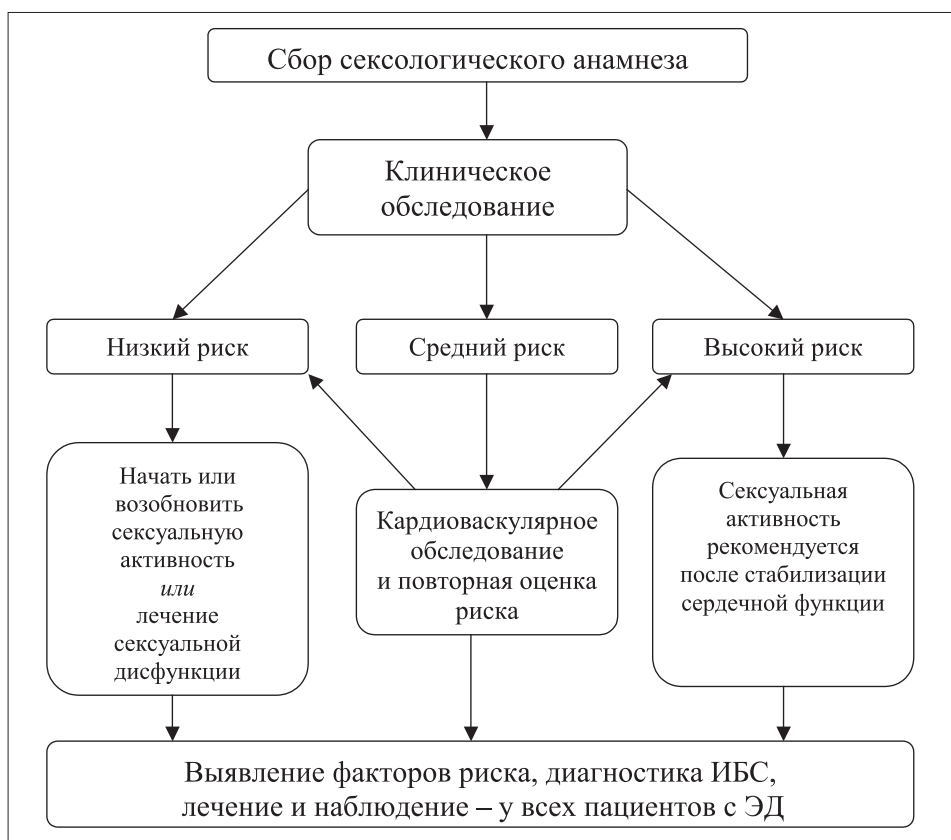 Сбор сексологического анамнеза
Клиническое
обследование
Низкий риск
Средний риск
Высокий риск
Начать или
возобновить
сексуальную
активность
или
лечение
сексуальной
дисфункции
Кардиоваскулярное
обследование
и повторная оценка
риска
Сексуальная
активность
рекомендуется
после стабилизации
сердечной функции
Выявление факторов риска, диагностика ИБС,
лечение и наблюдение – у всех пациентов с ЭД